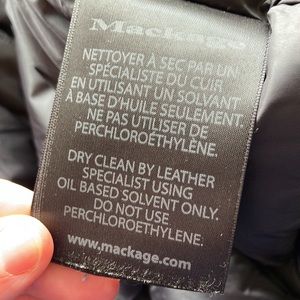 Mackage
NETTOYER À SEC PAR UN
SPÉCIALISTE DU CUIR
EN UTILISANT UN SOLVANT
À BASE D'HUILE SEULEMENT.
NE PAS UTILISER DE
PERCHLOROÉTHYLÈNE.
DRY CLEAN BY LEATHER
SPECIALIST USING
OIL BASED SOLVENT ONLY.
DO NOT USE
PERCHLOROETHYLENE.
www.mackage.com